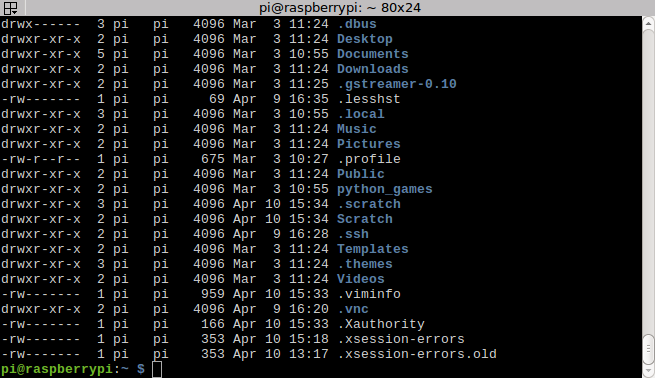 pi@raspberrypi: ~ 80x24
drwx------  3 pi   pi   4096 Mar  3 11:24 .dbus
drwxr-xr-x  2 pi   pi   4096 Mar  3 11:24 Desktop
drwxr-xr-x  5 pi   pi   4096 Mar  3 10:55 Documents
drwxr-xr-x  2 pi   pi   4096 Mar  3 11:24 Downloads
drwxr-xr-x  2 pi   pi   4096 Mar  3 11:25 .gstreamer-0.10
-rw-------  1 pi   pi     69 Apr  9 16:35 .lesshst
drwxr-xr-x  3 pi   pi   4096 Mar  3 10:55 .local
drwxr-xr-x  2 pi   pi   4096 Mar  3 11:24 Music
drwxr-xr-x  2 pi   pi   4096 Mar  3 11:24 Pictures
-rw-r--r--  1 pi   pi    675 Mar  3 10:27 .profile
drwxr-xr-x  2 pi   pi   4096 Mar  3 11:24 Public
drwxr-xr-x  2 pi   pi   4096 Mar  3 10:55 python_games
drwxr-xr-x  3 pi   pi   4096 Apr 10 15:34 .scratch
drwxr-xr-x  2 pi   pi   4096 Apr 10 15:34 Scratch
drwxr-xr-x  2 pi   pi   4096 Apr  9 16:28 .ssh
drwxr-xr-x  2 pi   pi   4096 Mar  3 11:24 Templates
drwxr-xr-x  3 pi   pi   4096 Mar  3 11:24 .themes
drwxr-xr-x  2 pi   pi   4096 Mar  3 11:24 Videos
-rw-------  1 pi   pi    959 Apr 10 15:33 .viminfo
drwxr-xr-x  2 pi   pi   4096 Apr  9 16:20 .vnc
-rw-------  1 pi   pi    166 Apr 10 15:33 .Xauthority
-rw-------  1 pi   pi    353 Apr 10 15:18 .xsession-errors
-rw-------  1 pi   pi    353 Apr 10 13:17 .xsession-errors.old
pi@raspberrypi:~ $